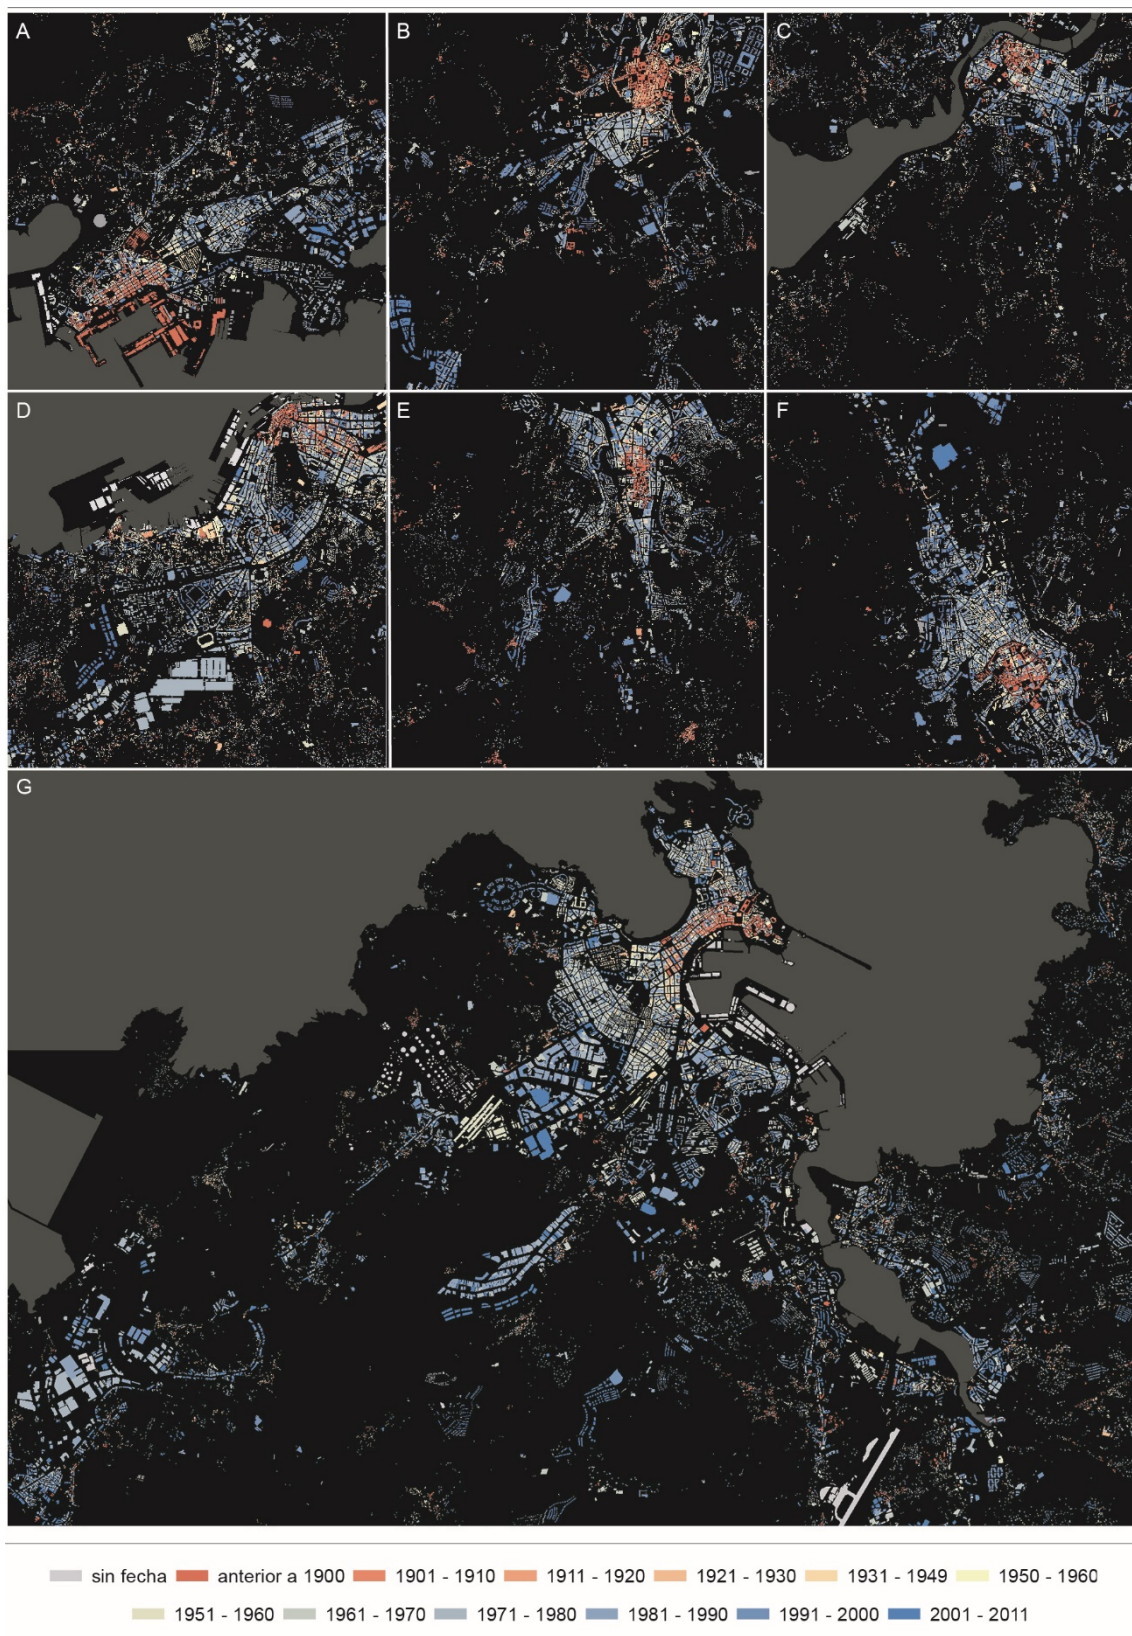 A
B
C
D
E
F
G
sin fecha anterior a 1900 1901 - 1910 1911 - 1920 1921 - 1930 1931 - 1949 1950 - 1960
1951 - 1960 1961 - 1970 1971 - 1980 1981 - 1990 1991 - 2000 2001 - 2011